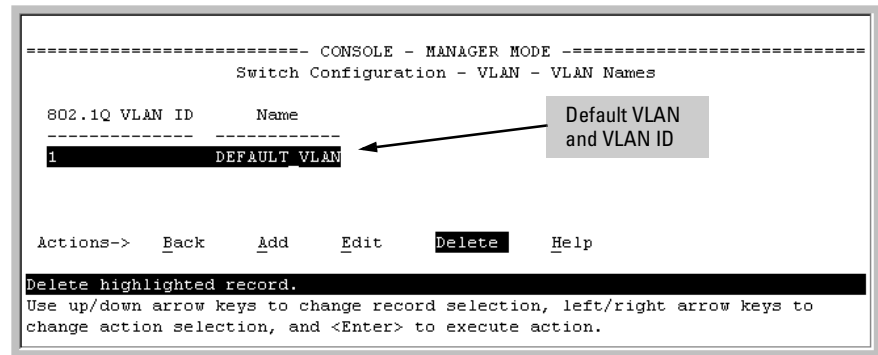 ===========================- CONSOLE - MANAGER MODE -============================
Switch Configuration - VLAN - VLAN Names
802.1Q VLAN ID Name
-------------- ------------
1 DEFAULT_VLAN
Default VLAN
and VLAN ID
Actions-> Back Add Edit Delete Help
Delete highlighted record.
Use up/down arrow keys to change record selection, left/right arrow keys to
change action selection, and <Enter> to execute action.